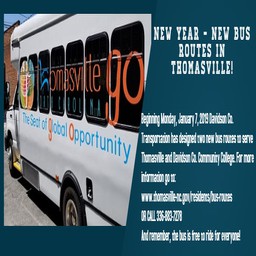 NEW YEAR - NEW BUS
ROUTES IN
THOMASVILLE!
Thomasville go
The Seat of global Opportunity
Beginning Monday, January 7, 2019 Davidson Co.
Transportation has designed two new bus routes to serve
Thomasville and Davidson Co. Community College. For more
information go to:
www.thomasville-nc.gov/residents/bus-routes
OR CALL 336-883-7278
And remember, the bus is free to ride for everyone!